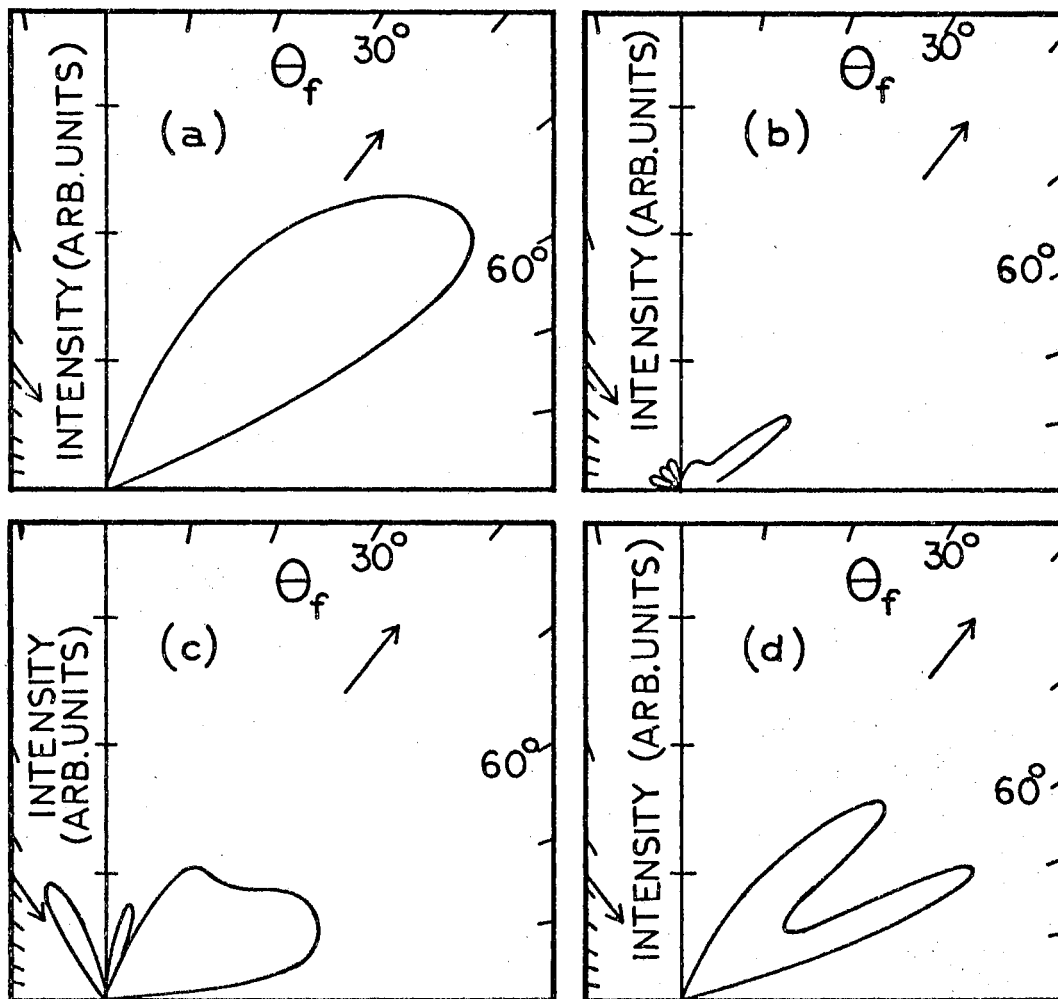 INTENSITY (ARB.UNITS)
(a)
Θf
30°
60°
INTENSITY (ARB.UNITS)
(b)
Θf
30°
60°
INTENSITY
(ARB.UNITS)
(c)
Θf
30°
60°
INTENSITY (ARB.UNITS)
(d)
Θf
30°
60°